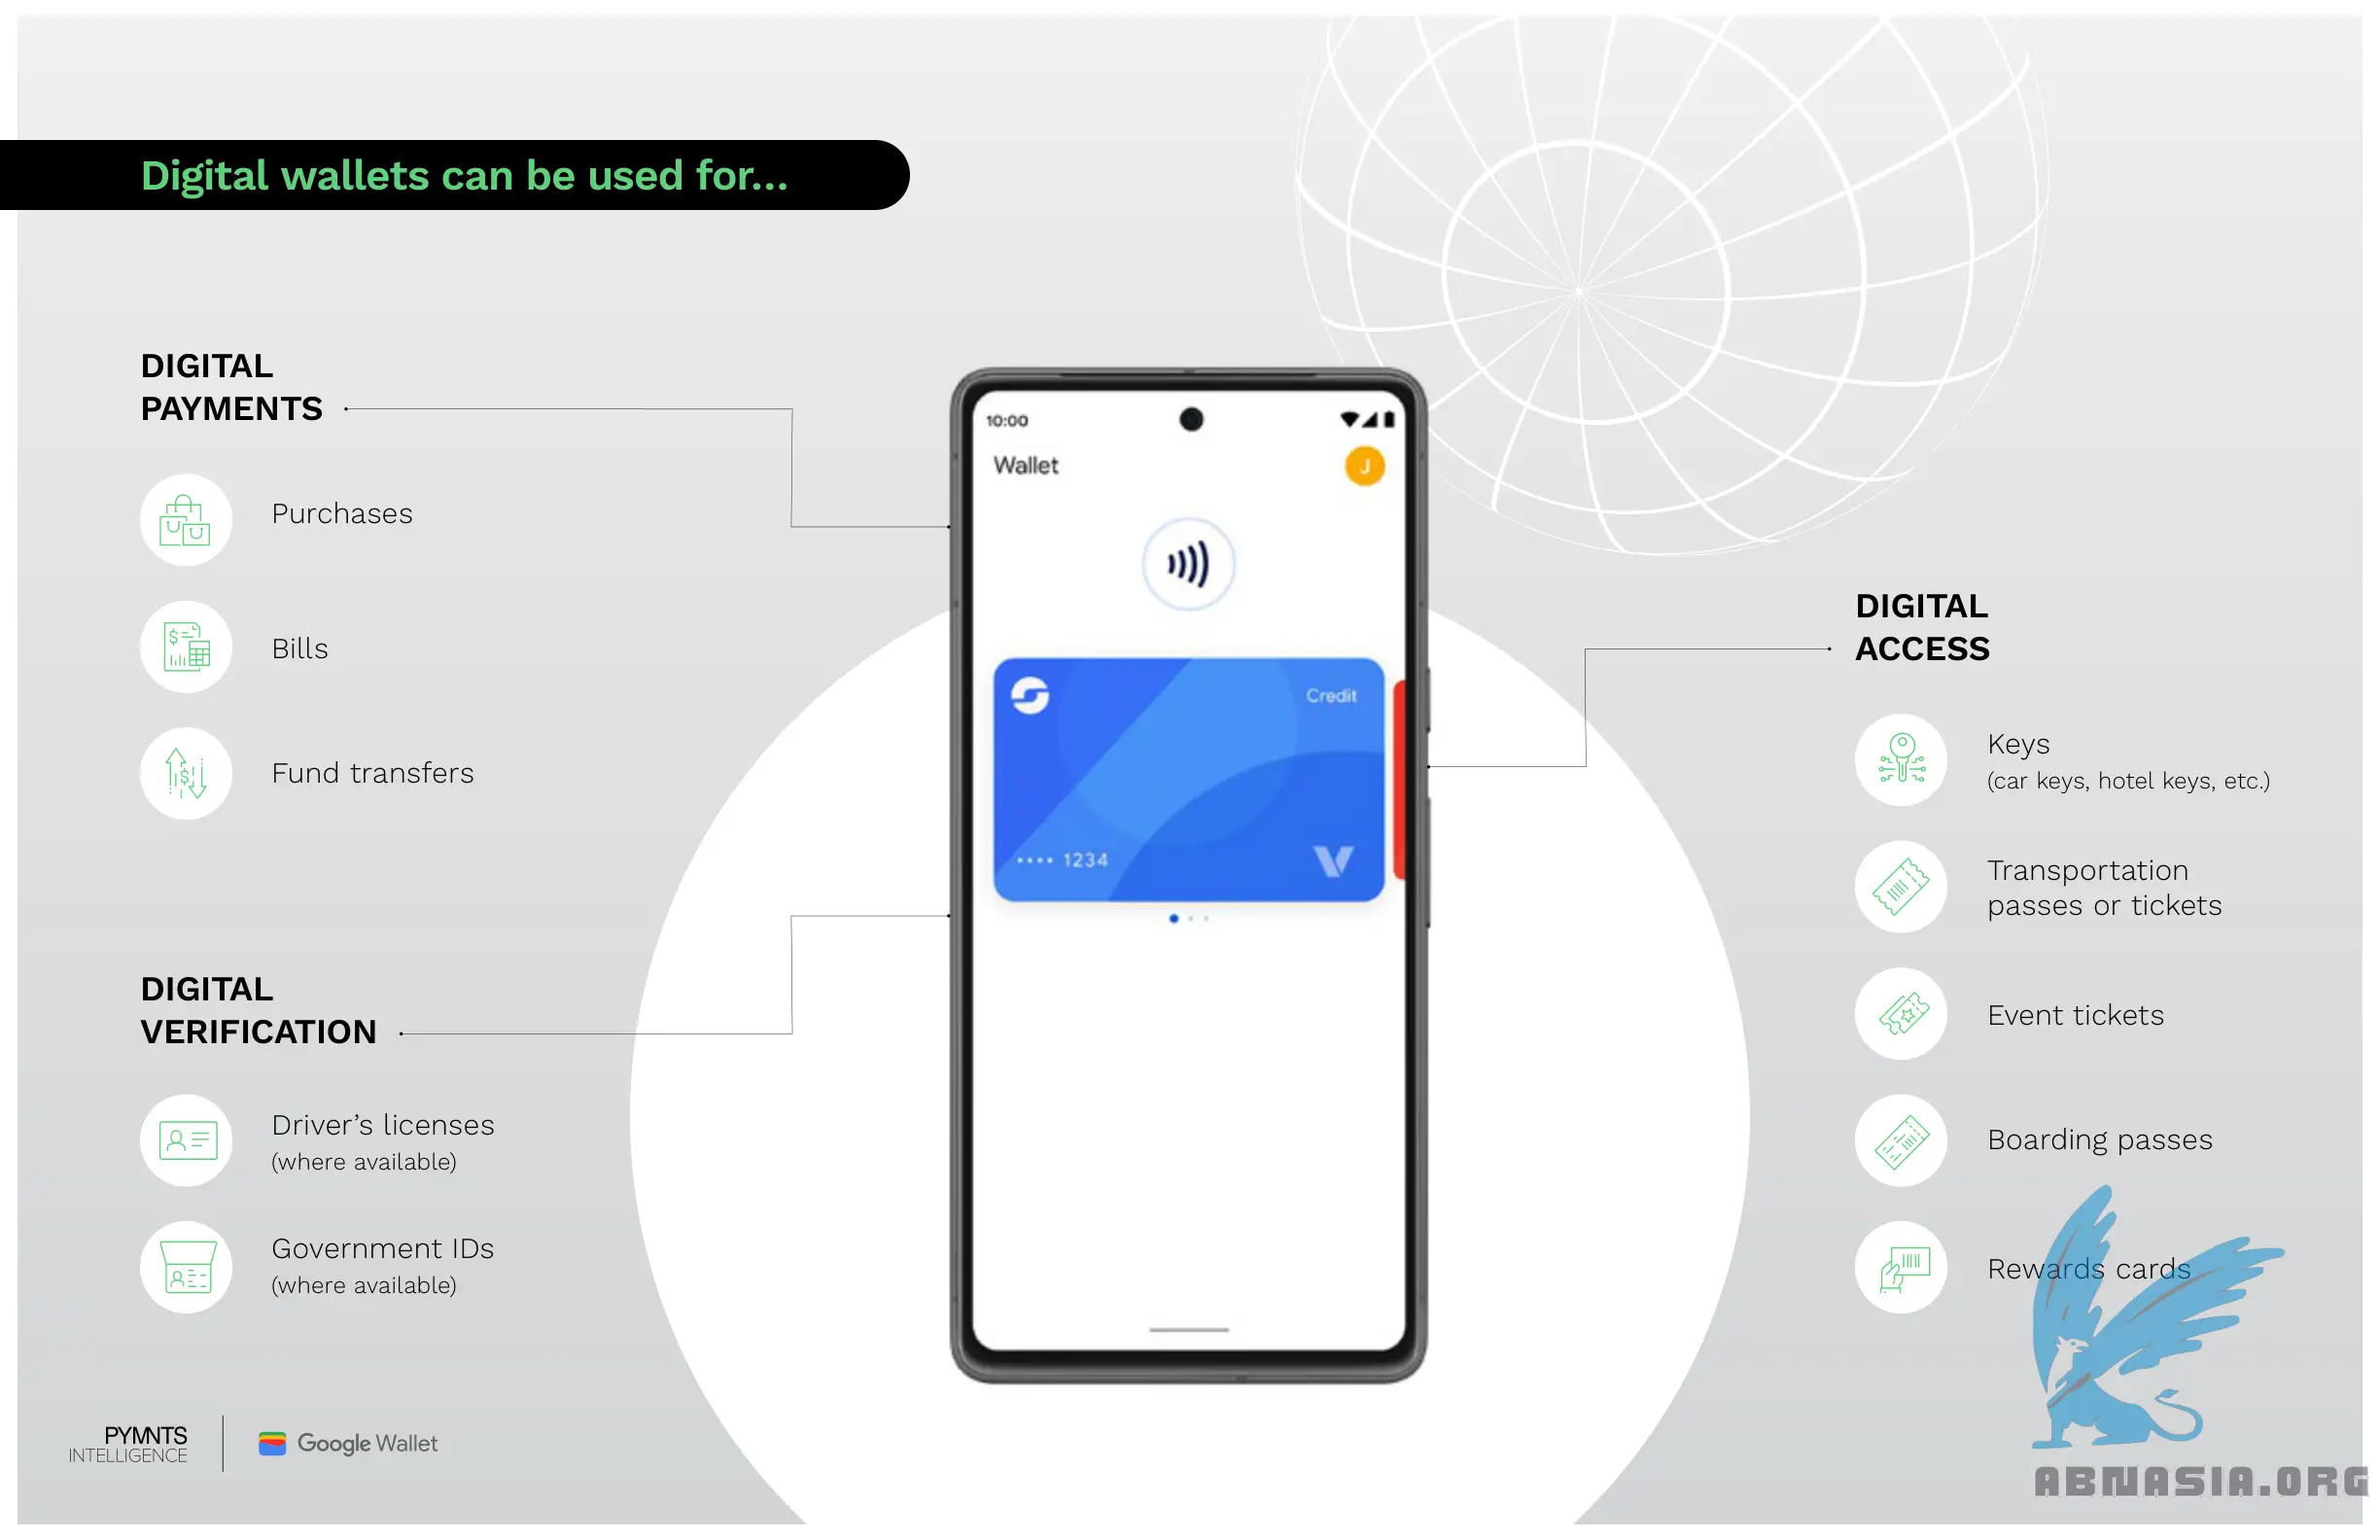 Digital wallets can be used for...
DIGITAL
PAYMENTS
Purchases
Bills
Fund transfers
DIGITAL
VERIFICATION
Driver’s licenses
(where available)
Government IDs
(where available)
10:00
Wallet
J
Credit
•••• 1234
DIGITAL
ACCESS
Keys
(car keys, hotel keys, etc.)
Transportation
passes or tickets
Event tickets
Boarding passes
Rewards cards
PYMNTS
INTELLIGENCE
Google Wallet
ABNASIA.ORG